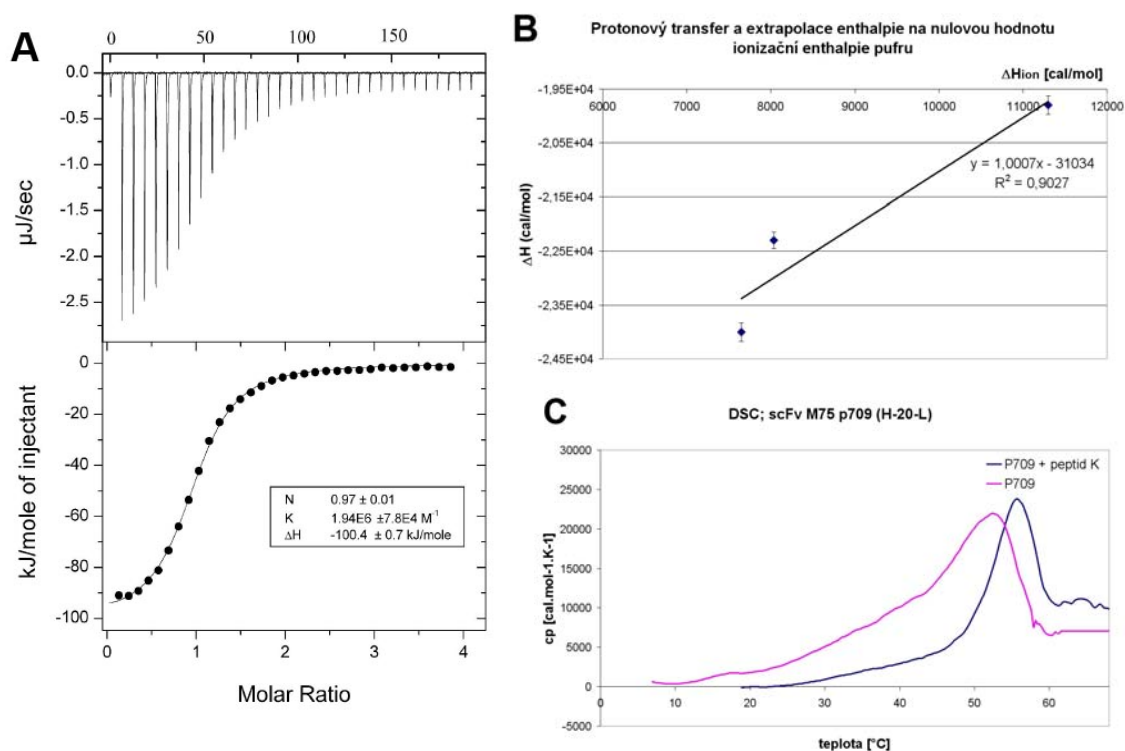 A
0 50 100 150
0.0
-0.5
-1.0
-1.5
-2.0
-2.5
µJ/sec
0
-20
-40
-60
-80
-100
kJ/mole of injectant
N 0.97 ± 0.01
K 1.94E6 ±7.8E4 M⁻¹
ΔH -100.4 ± 0.7 kJ/mole
0 1 2 3 4
Molar Ratio
B
Protonový transfer a extrapolace enthalpie na nulovou hodnotu
ionizační enthalpie pufru
ΔHion [cal/mol]
6000 7000 8000 9000 10000 11000 12000
-1,95E+04
-2,05E+04
-2,15E+04
-2,25E+04
-2,35E+04
-2,45E+04
ΔH (cal/mol)
y = 1,0007x - 31034
R² = 0,9027
C
DSC; scFv M75 p709 (H-20-L)
30000
25000
20000
15000
10000
5000
0
-5000
cp [cal.mol-1.K-1]
P709 + peptid K
P709
0 10 20 30 40 50 60
teplota [°C]